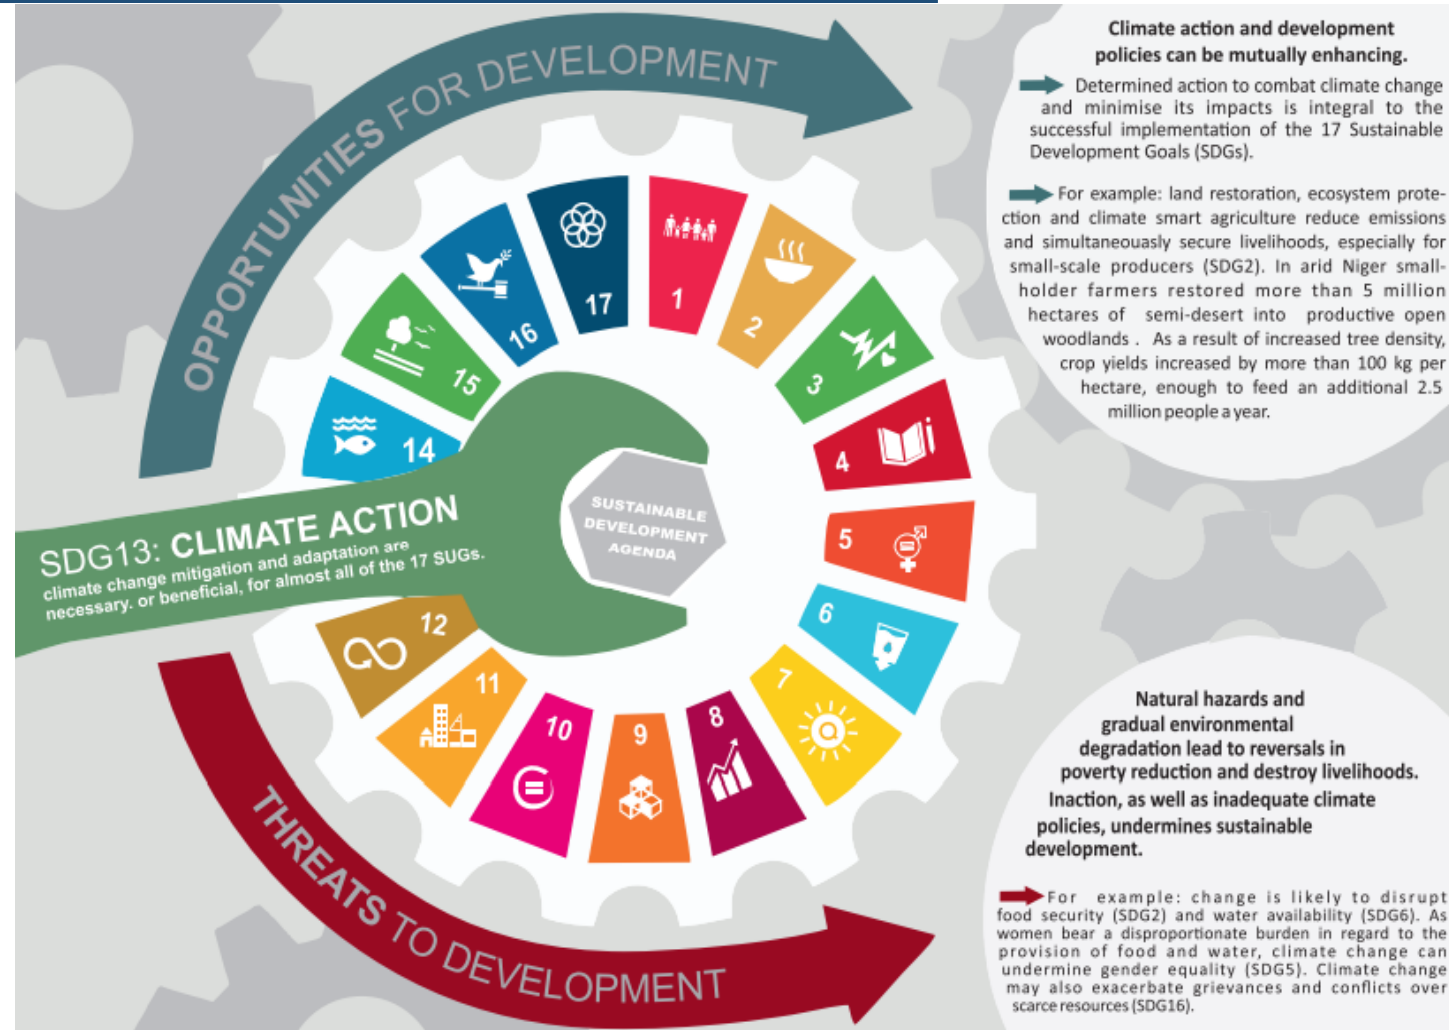 OPPORTUNITIES FOR DEVELOPMENT
17
1
16
2
15
3
14
4
SDG13: CLIMATE ACTION
climate change mitigation and adaptation are
necessary. or beneficial, for almost all of the 17 SUGs.
SUSTAINABLE
DEVELOPMENT
AGENDA
5
12
6
11
7
10
9
8
THREATS TO DEVELOPMENT
Climate action and development
policies can be mutually enhancing.
Determined action to combat climate change
and minimise its impacts is integral to the
successful implementation of the 17 Sustainable
Development Goals (SDGs).
For example: land restoration, ecosystem prote-
ction and climate smart agriculture reduce emissions
and simultaneouasly secure livelihoods, especially for
small-scale producers (SDG2). In arid Niger small-
holder farmers restored more than 5 million
hectares of semi-desert into productive open
woodlands . As a result of increased tree density,
crop yields increased by more than 100 kg per
hectare, enough to feed an additional 2.5
million people a year.
Natural hazards and
gradual environmental
degradation lead to reversals in
poverty reduction and destroy livelihoods.
Inaction, as well as inadequate climate
policies, undermines sustainable
development.
For example: change is likely to disrupt
food security (SDG2) and water availability (SDG6). As
women bear a disproportionate burden in regard to the
provision of food and water, climate change can
undermine gender equality (SDG5). Climate change
may also exacerbate grievances and conflicts over
scarce resources (SDG16).